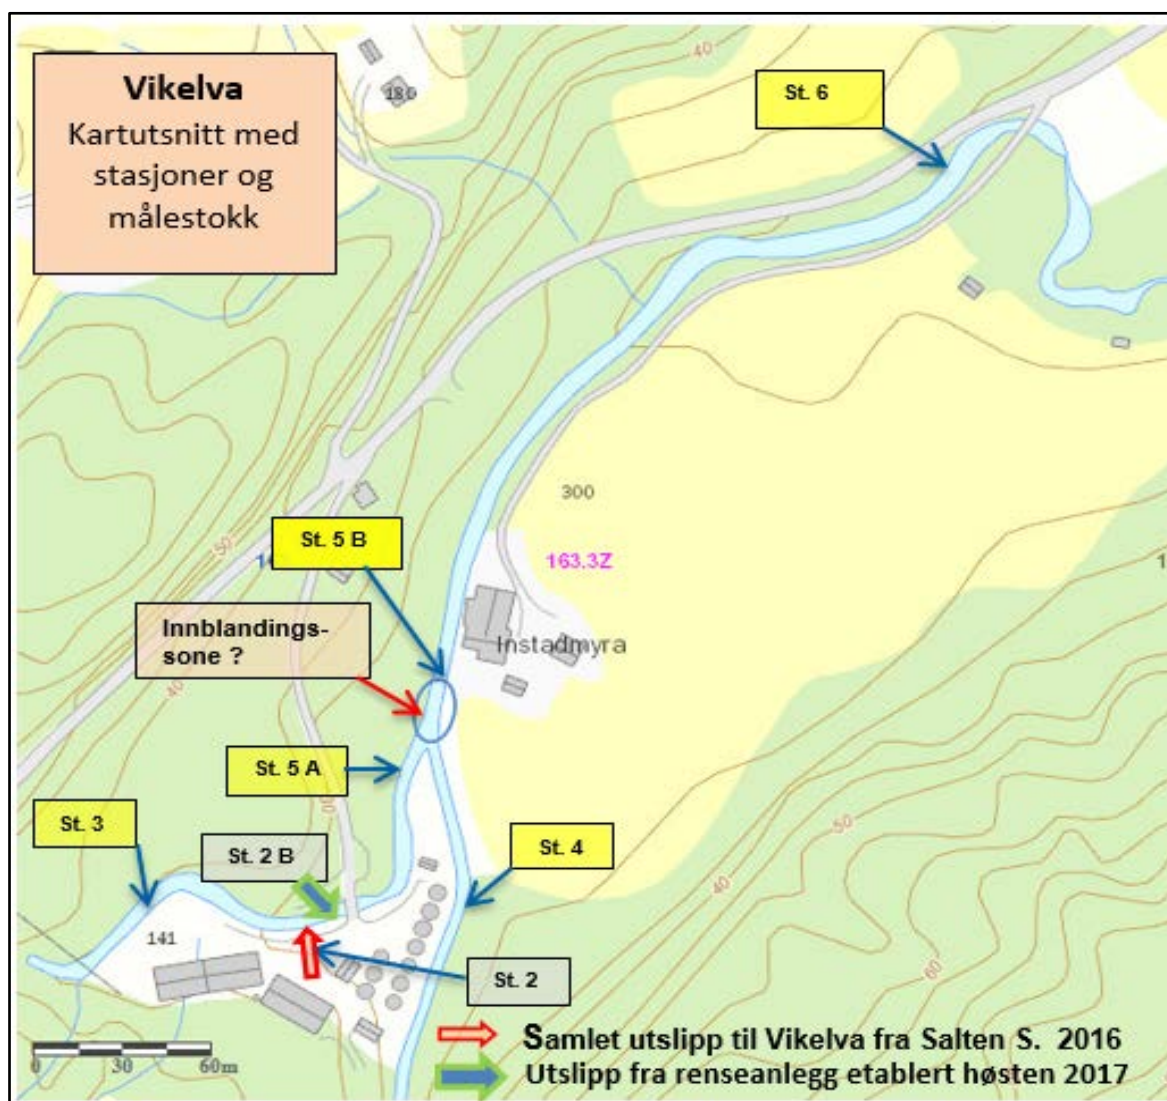 Vikelva
Kartutsnitt med
stasjoner og
målestokk
40
St. 6
300
50
St. 5 B
163.3Z
Innblandings-
sone ?
Instadmyra
40
St. 5 A
30
St. 3
St. 2 B
St. 4
50
40
141
St. 2
60
0 30 60m
Samlet utslipp til Vikelva fra Salten S. 2016
Utslipp fra renseanlegg etablert høsten 2017